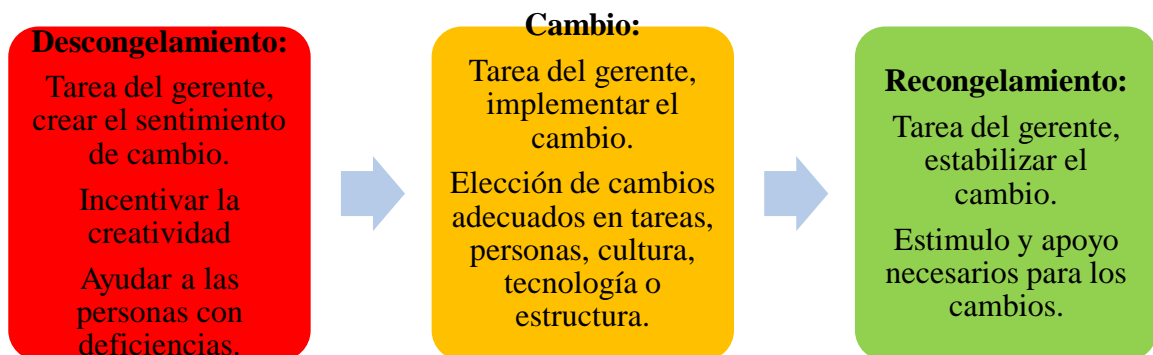 Descongelamiento:
Tarea del gerente,
crear el sentimiento
de cambio.
Incentivar la
creatividad
Ayudar a las
personas con
deficiencias.
Cambio:
Tarea del gerente,
implementar el
cambio.
Elección de cambios
adecuados en tareas,
personas, cultura,
tecnología o
estructura.
Recongelamiento:
Tarea del gerente,
estabilizar el
cambio.
Estimulo y apoyo
necesarios para los
cambios.